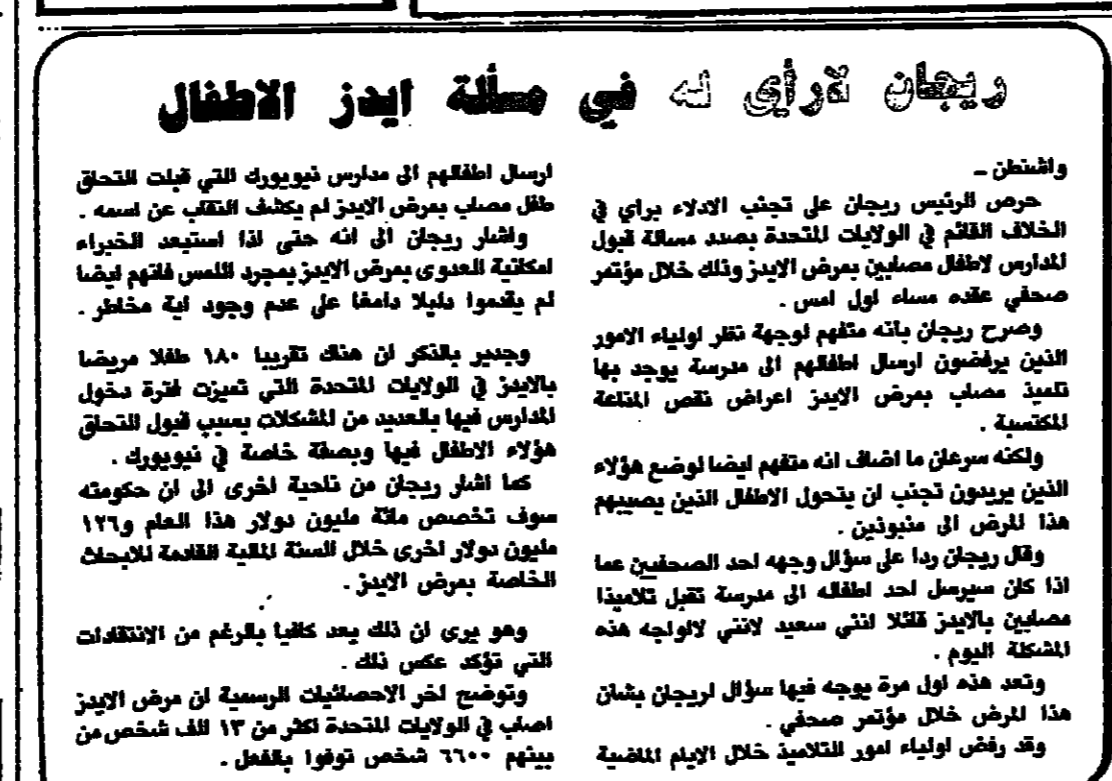 ريجان لارأى له في مسألة ايدز الاطفال
واشنطن ـ
حرص الرئيس ريجان على تجنب الادلاء براي في
الخلاف القائم في الولايات المتحدة بصدد مسالة قبول
المدارس لاطفال مصابين بمرض الايدز وذلك خلال مؤتمر
صحفي عقده مساء اول امس .
وصرح ريجان بانه متفهم لوجهة نظر اولياء الامور
الذين يرفضون ارسال اطفالهم الى مدرسة يوجد بها
تلميذ مصاب بمرض الايدز اعراض نقص المناعة
المكتسبة .
ولكنه سرعان ما اضاف انه متفهم ايضا لوضع هؤلاء
الذين يريدون تجنب ان يتحول الاطفال الذين يصيبهم
هذا المرض الى منبوذين .
وقال ريجان ردا على سؤال وجهه احد الصحفيين عما
اذا كان سيرسل احد اطفاله الى مدرسة تقبل تلاميذا
مصابين بالايدز قائلا انني سعيد لانني لااواجه هذه
المشكلة اليوم .
وتعد هذه اول مرة يوجه فيها سؤال لريجان بشان
هذا المرض خلال مؤتمر صحفي .
وقد رفض اولياء امور التلاميذ خلال الايام الماضية
ارسال اطفالهم الى مدارس نيويورك التي قبلت التحاق
طفل مصاب بمرض الايدز لم يكشف النقاب عن اسمه .
واشار ريجان الى انه حتى اذا استبعد الخبراء
امكانية العدوى بمرض الايدز بمجرد اللمس فانهم ايضا
لم يقدموا دليلا دامغا على عدم وجود اية مخاطر .
وجدير بالذكر ان هناك تقريبا ١٨٠ طفلا مريضا
بالايدز في الولايات المتحدة التي تميزت فترة دخول
المدارس فيها بالعديد من المشكلات بسبب قبول التحاق
هؤلاء الاطفال فيها وبصفة خاصة في نيويورك .
كما اشار ريجان من ناحية اخرى الى ان حكومته
سوف تخصص مائة مليون دولار هذا العام و١٢٦
مليون دولار اخرى خلال السنة المالية القادمة للابحاث
الخاصة بمرض الايدز .
وهو يرى ان ذلك يعد كافيا بالرغم من الانتقادات
التي تؤكد عكس ذلك .
وتوضح اخر الاحصائيات الرسمية ان مرض الايدز
اصاب في الولايات المتحدة اكثر من ١٣ الف شخص من
بينهم ٦٦٠٠ شخص توفوا بالفعل .